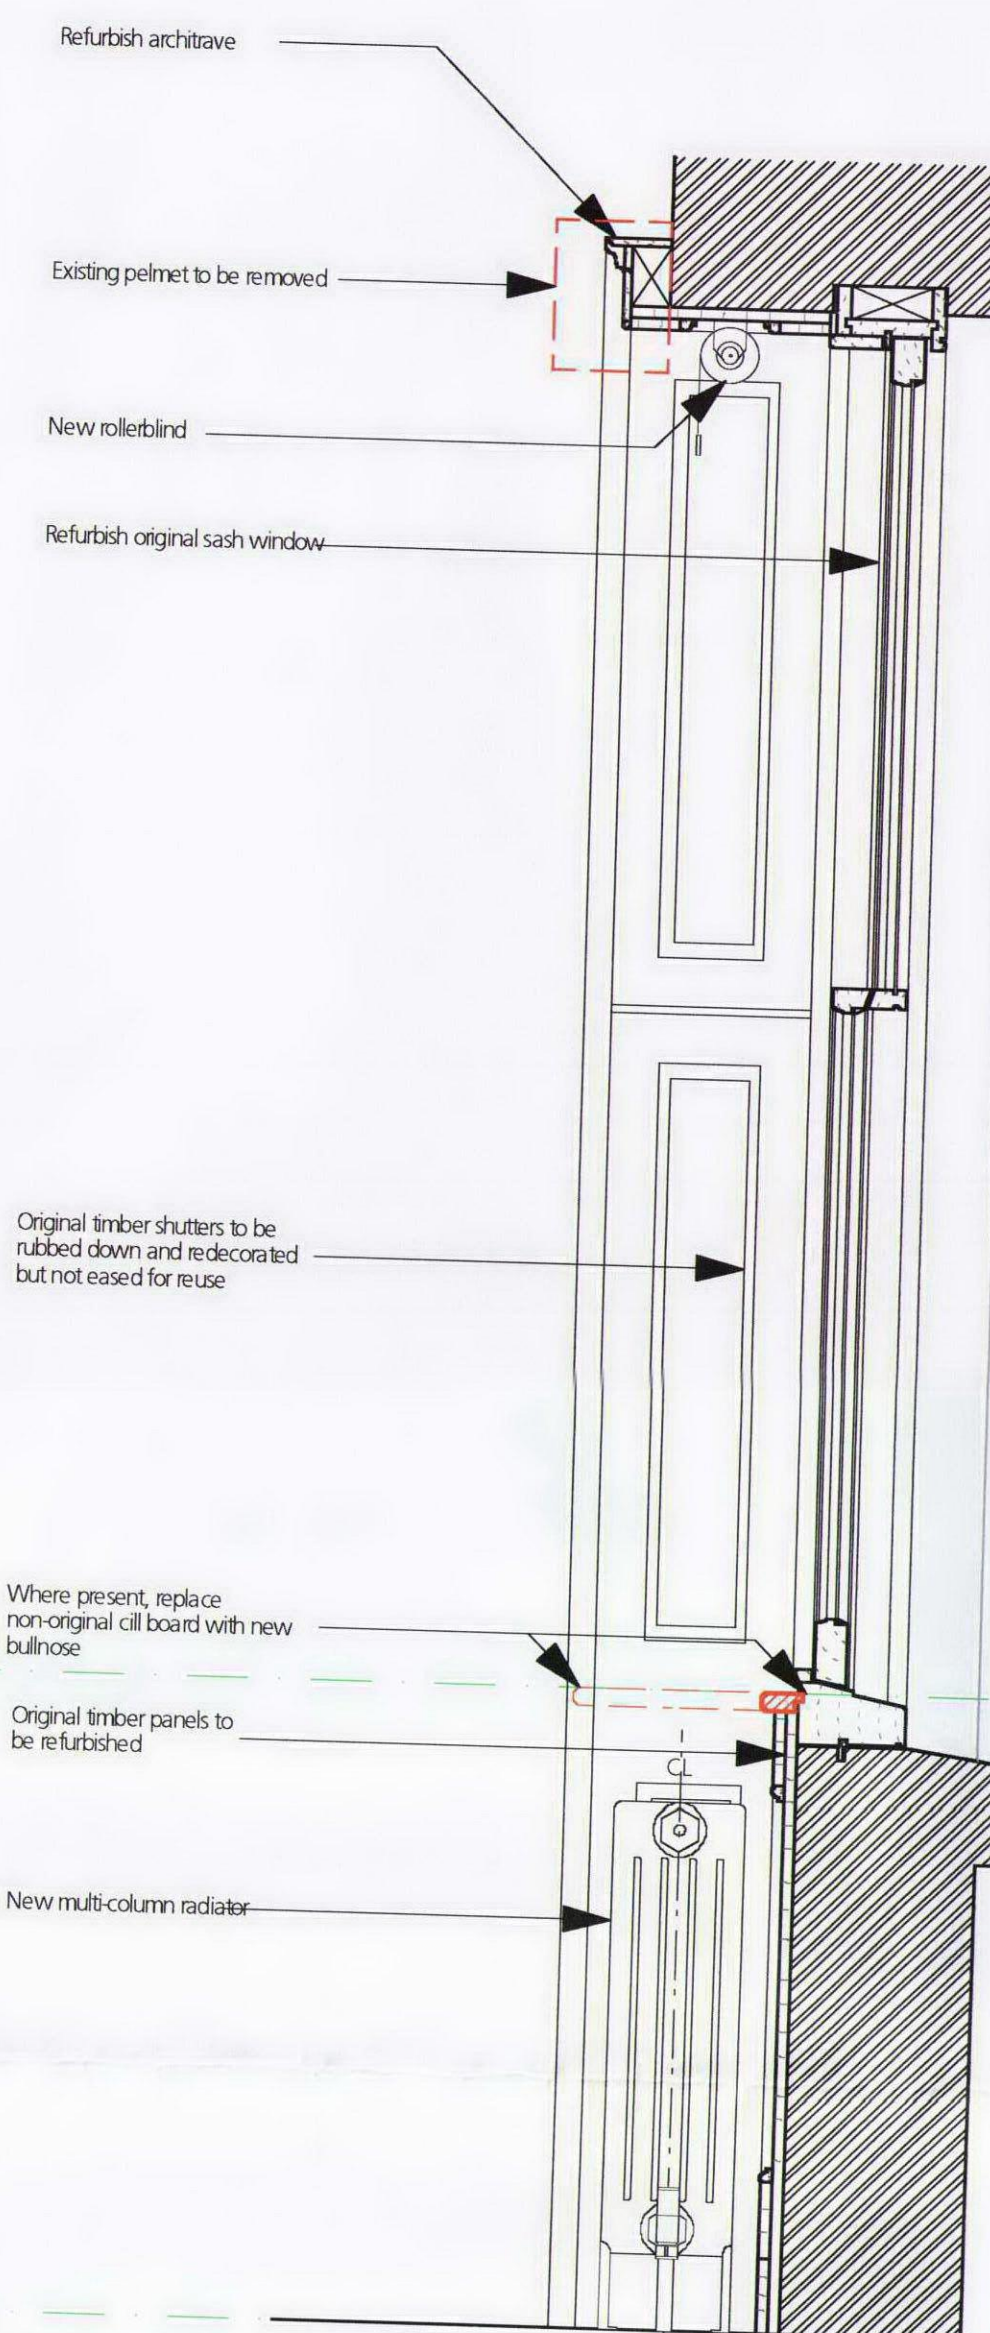 Refurbish architrave
Existing pelmet to be removed
New rollerblind
Refurbish original sash window
Original timber shutters to be
rubbed down and redecorated
but not eased for reuse
Where present, replace
non-original cill board with new
bullnose
Original timber panels to
be refurbished
CL
New multi-column radiator